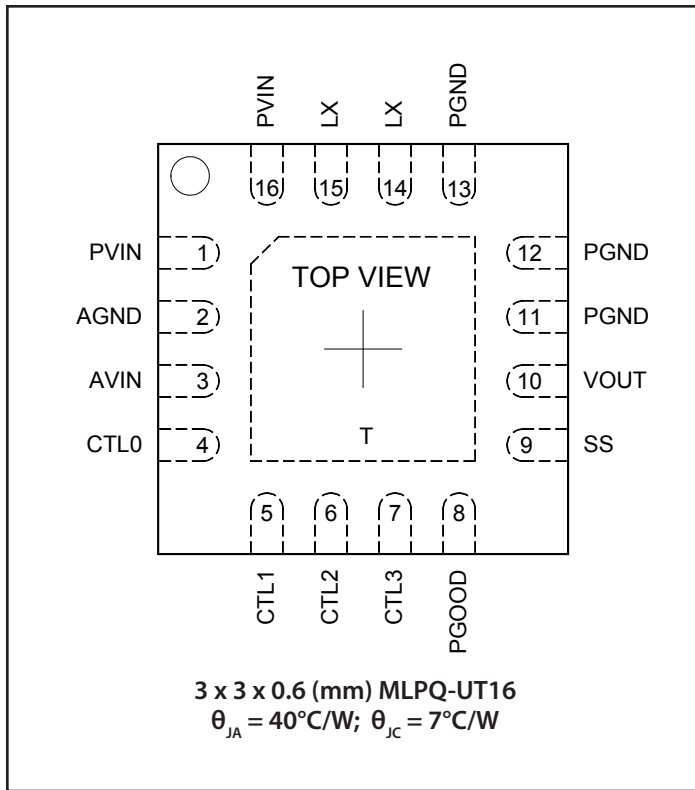 PVIN LX LX PGND
16 15 14 13
PVIN 1
AGND 2
AVIN 3
CTL0 4
TOP VIEW
T
12 PGND
11 PGND
10 VOUT
9 SS
5 6 7 8
CTL1 CTL2 CTL3 PGOOD
3 x 3 x 0.6 (mm) MLPQ-UT16
θJA = 40°C/W; θJC = 7°C/W